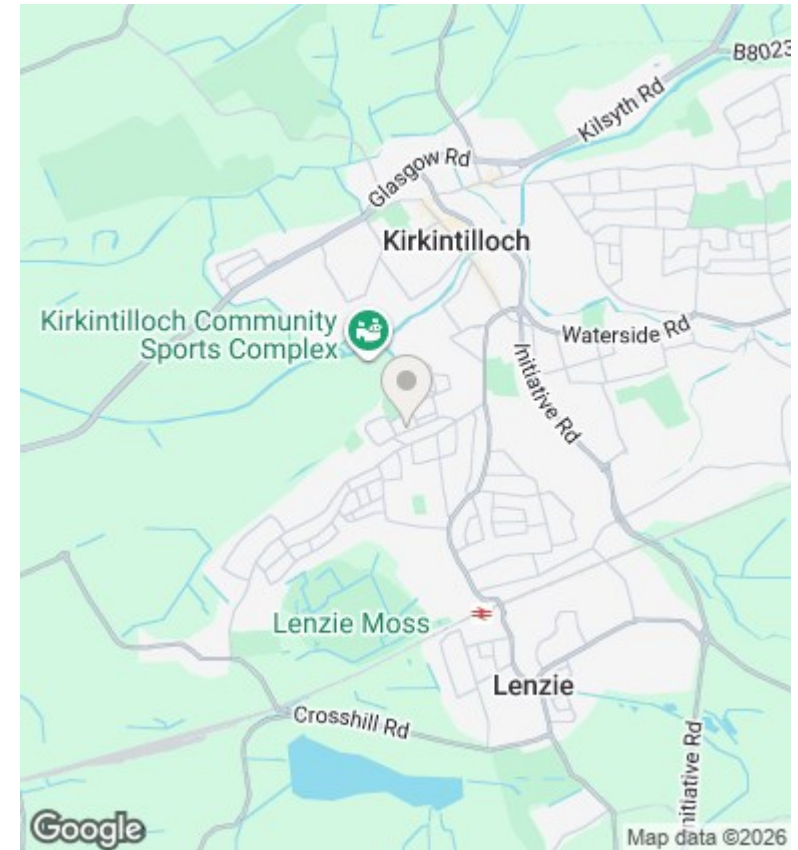 B8023
Kilsyth Rd
Glasgow Rd
Kirkintilloch
Kirkintilloch Community
Sports Complex
Waterside Rd
Initiative Rd
Lenzie Moss
Lenzie
Crosshill Rd
Initiative Rd
Google
Map data ©2026